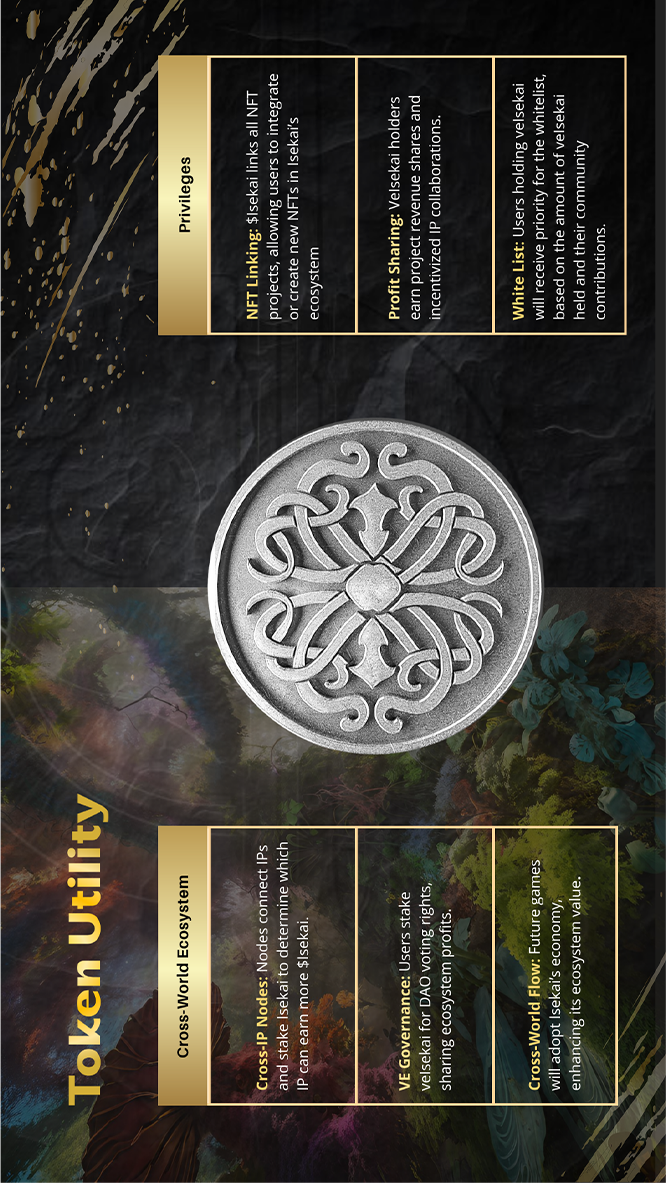 Token Utility
Cross-World Ecosystem
Cross-IP Nodes: Nodes connect IPs
and stake Isekai to determine which
IP can earn more $Isekai.
VE Governance: Users stake
veIsekai for DAO voting rights,
sharing ecosystem profits.
Cross-World Flow: Future games
will adopt Isekai's economy,
enhancing its ecosystem value.
Privileges
NFT Linking: $Isekai links all NFT
projects, allowing users to integrate
or create new NFTs in Isekai's
ecosystem
Profit Sharing: VeIsekai holders
earn project revenue shares and
incentivized IP collaborations.
White List: Users holding veIsekai
will receive priority for the whitelist,
based on the amount of veIsekai
held and their community
contributions.